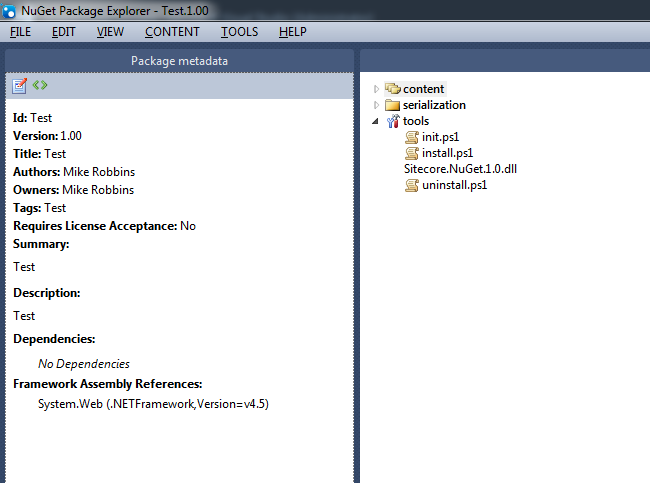 NuGet Package Explorer - Test.1.00
FILE EDIT VIEW CONTENT TOOLS HELP
Package metadata
Id: Test
Version: 1.00
Title: Test
Authors: Mike Robbins
Owners: Mike Robbins
Tags: Test
Requires License Acceptance: No
Summary:
Test
Description:
Test
Dependencies:
No Dependencies
Framework Assembly References:
System.Web (.NETFramework,Version=v4.5)
content
serialization
tools
init.ps1
install.ps1
Sitecore.NuGet.1.0.dll
uninstall.ps1